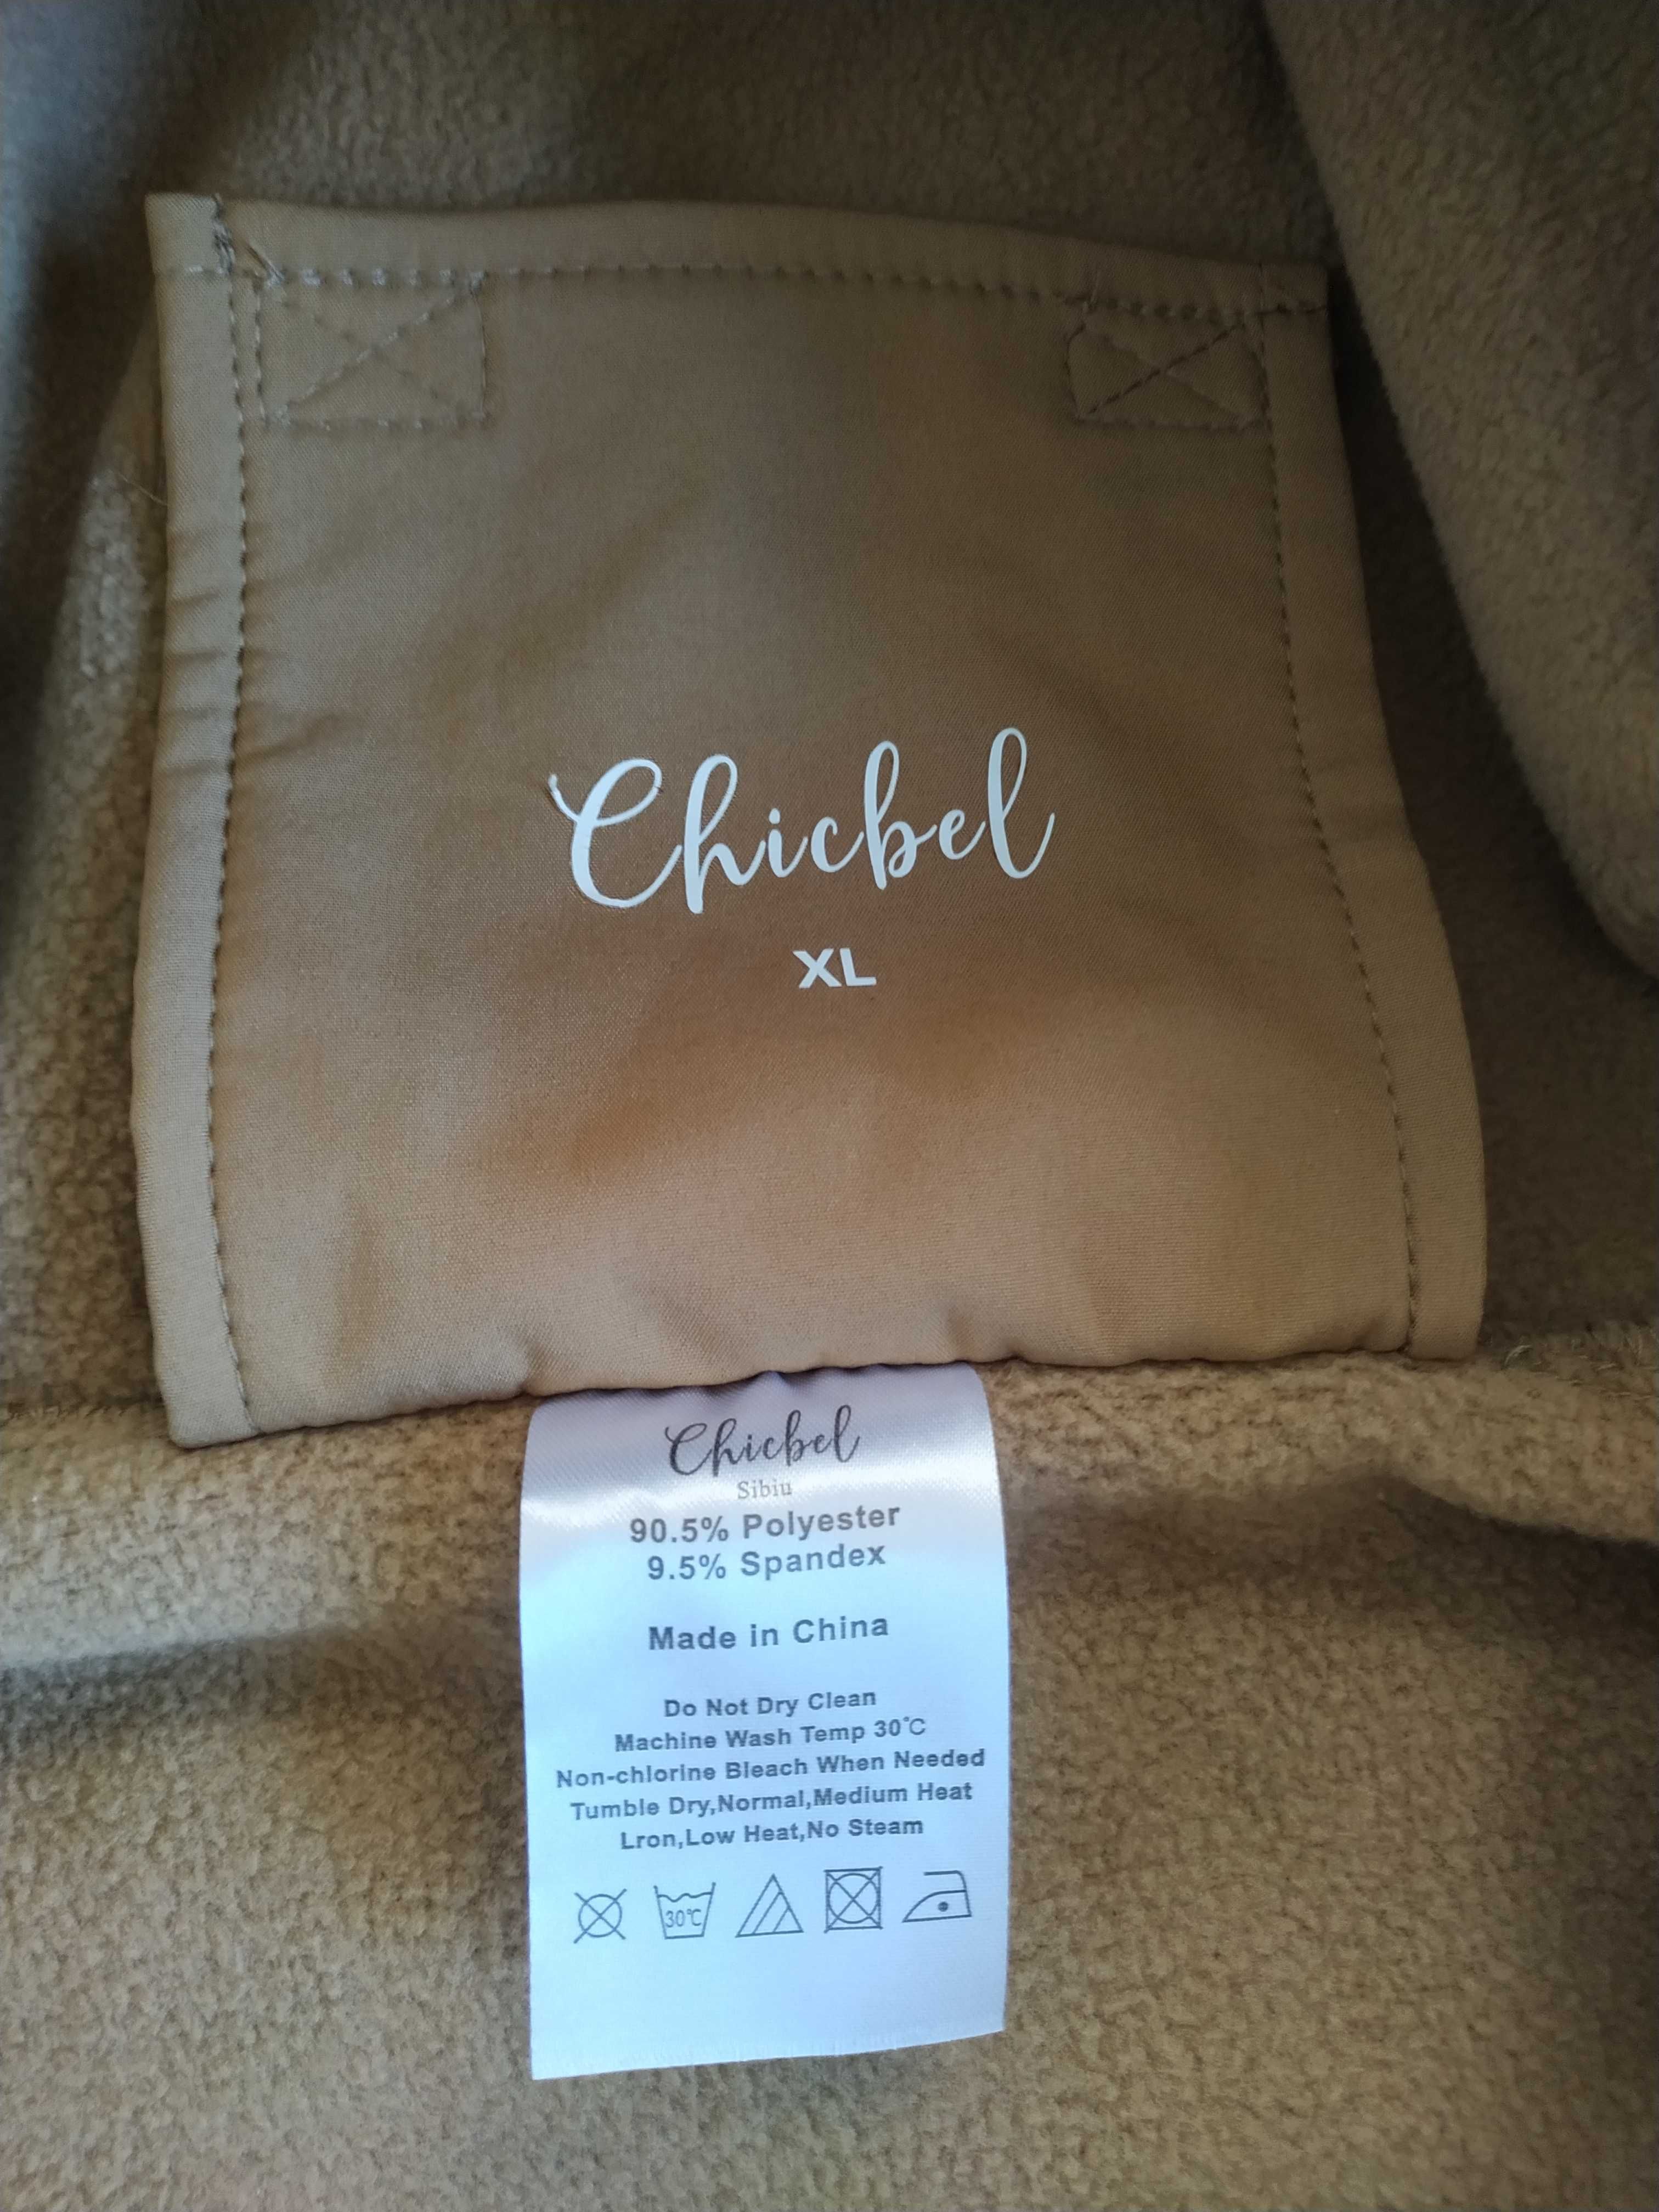 Chicbel
XL
Chicbel
Sibiu
90.5% Polyester
9.5% Spandex
Made in China
Do Not Dry Clean
Machine Wash Temp 30°C
Non-chlorine Bleach When Needed
Tumble Dry,Normal,Medium Heat
Lron,Low Heat,No Steam
30°C